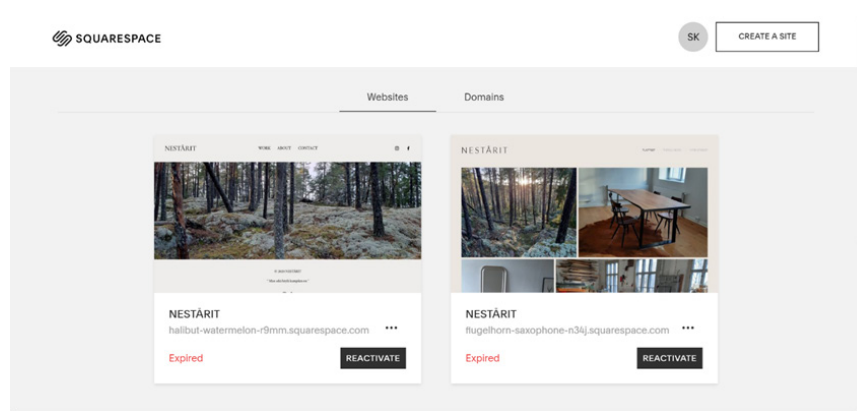 SQUARESPACE
SK
CREATE A SITE
Websites
Domains
NESTÅRIT
WORK ABOUT CONTACT
NESTÅRIT
NESTÅRIT
halibut-watermelon-r9mm.squarespace.com
...
Expired
REACTIVATE
NESTÅRIT
flugelhorn-saxophone-n34j.squarespace.com
...
Expired
REACTIVATE